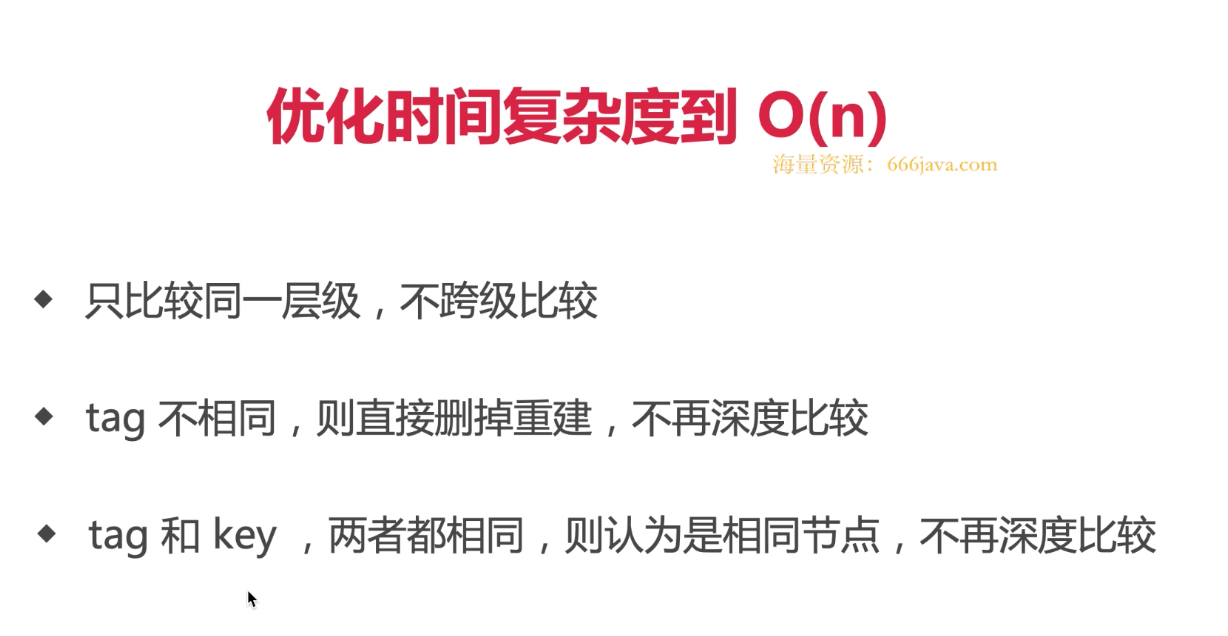 优化时间复杂度到 O(n)
海量资源：666java.com
◆ 只比较同一层级，不跨级比较
◆ tag 不相同，则直接删掉重建，不再深度比较
◆ tag 和 key ，两者都相同，则认为是相同节点，不再深度比较